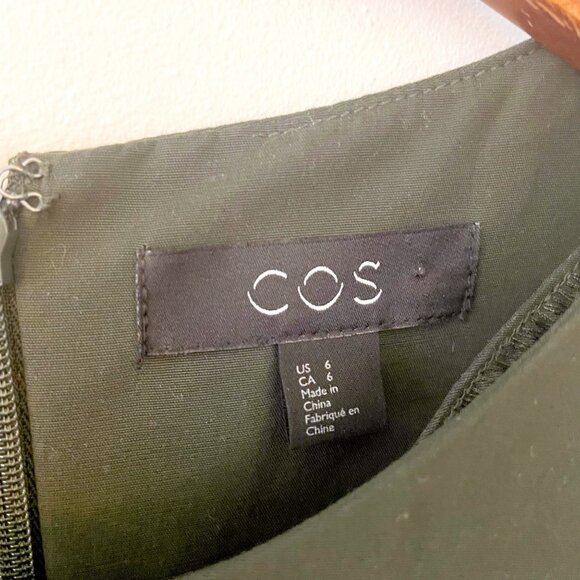 COS
US 6
CA 6
Made in
China
Fabriqué en
Chine